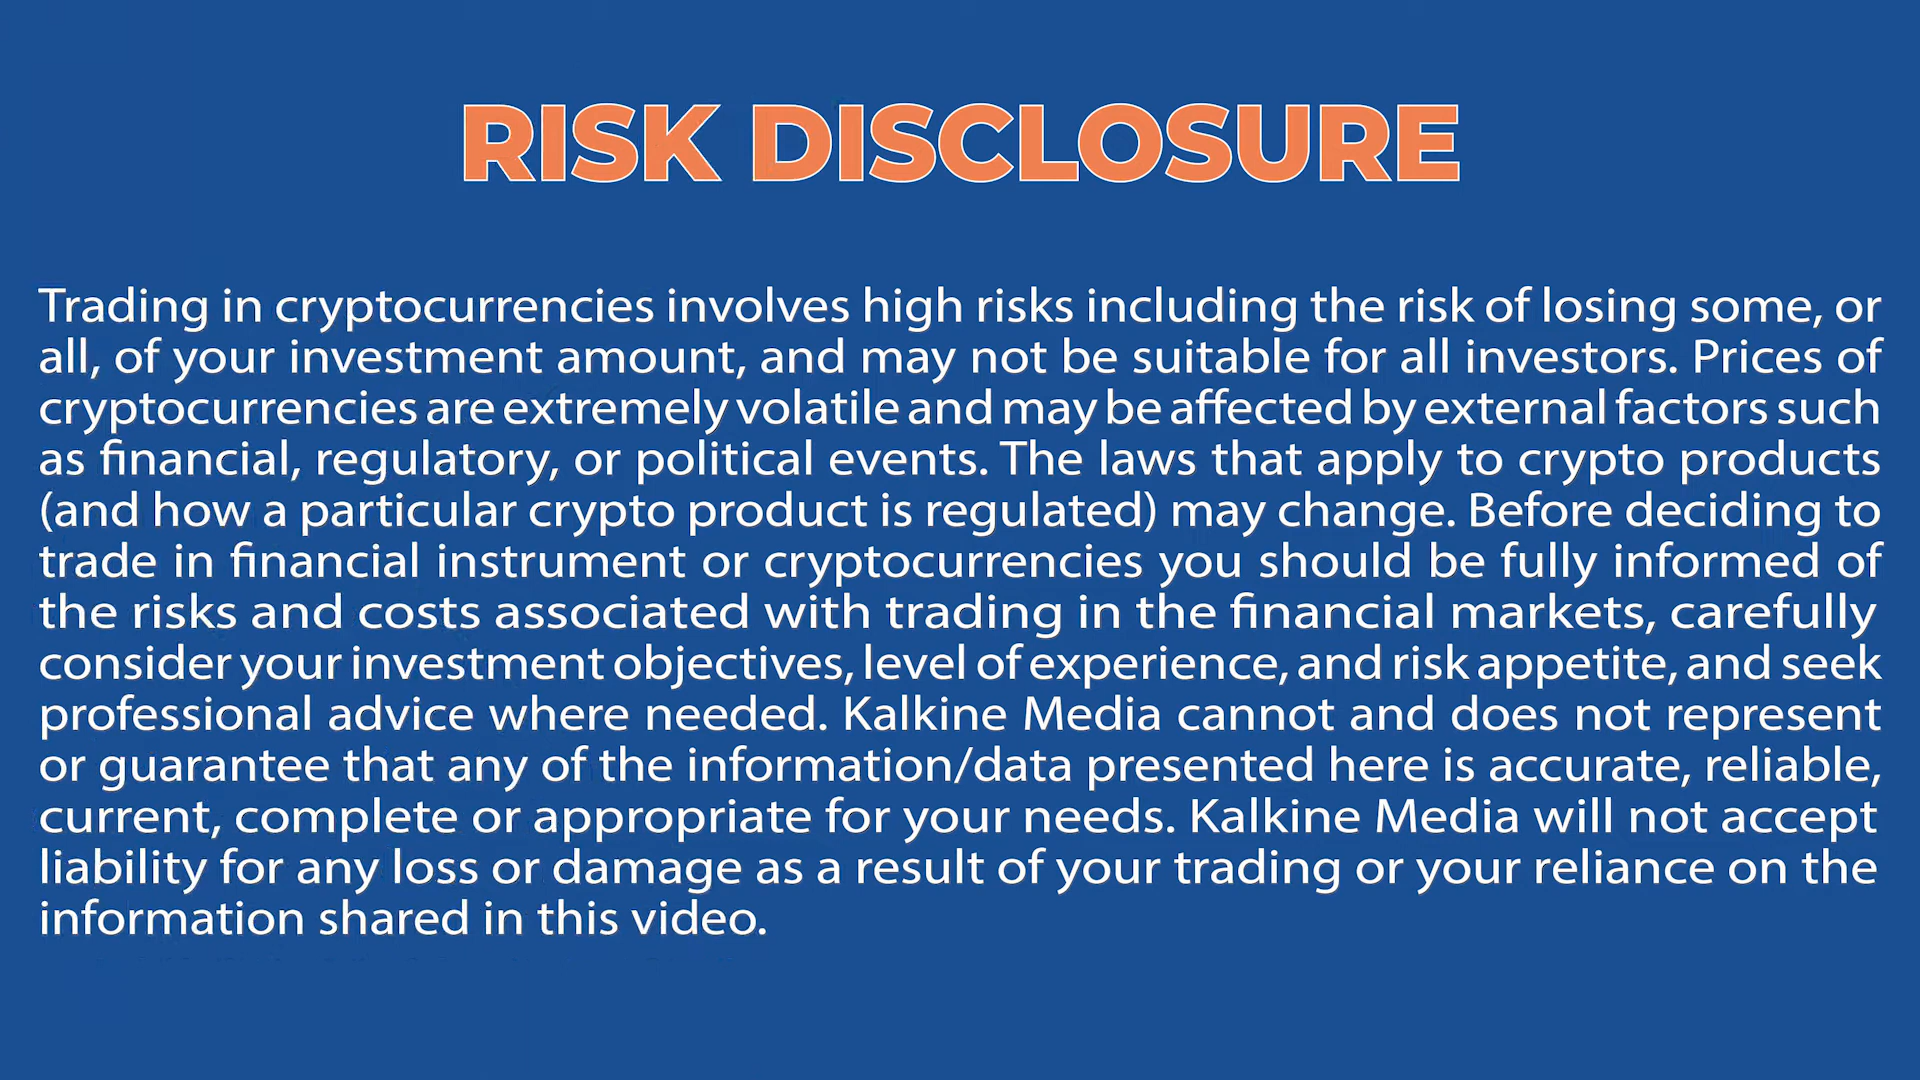 RISK DISCLOSURE
Trading in cryptocurrencies involves high risks including the risk of losing some, or
all, of your investment amount, and may not be suitable for all investors. Prices of
cryptocurrencies are extremely volatile and may be affected by external factors such
as financial, regulatory, or political events. The laws that apply to crypto products
(and how a particular crypto product is regulated) may change. Before deciding to
trade in financial instrument or cryptocurrencies you should be fully informed of
the risks and costs associated with trading in the financial markets, carefully
consider your investment objectives, level of experience, and risk appetite, and seek
professional advice where needed. Kalkine Media cannot and does not represent
or guarantee that any of the information/data presented here is accurate, reliable,
current, complete or appropriate for your needs. Kalkine Media will not accept
liability for any loss or damage as a result of your trading or your reliance on the
information shared in this video.